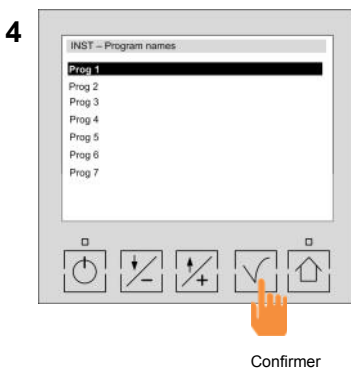 4
INST – Program names
Prog 1
Prog 2
Prog 3
Prog 4
Prog 5
Prog 6
Prog 7
Confirmer